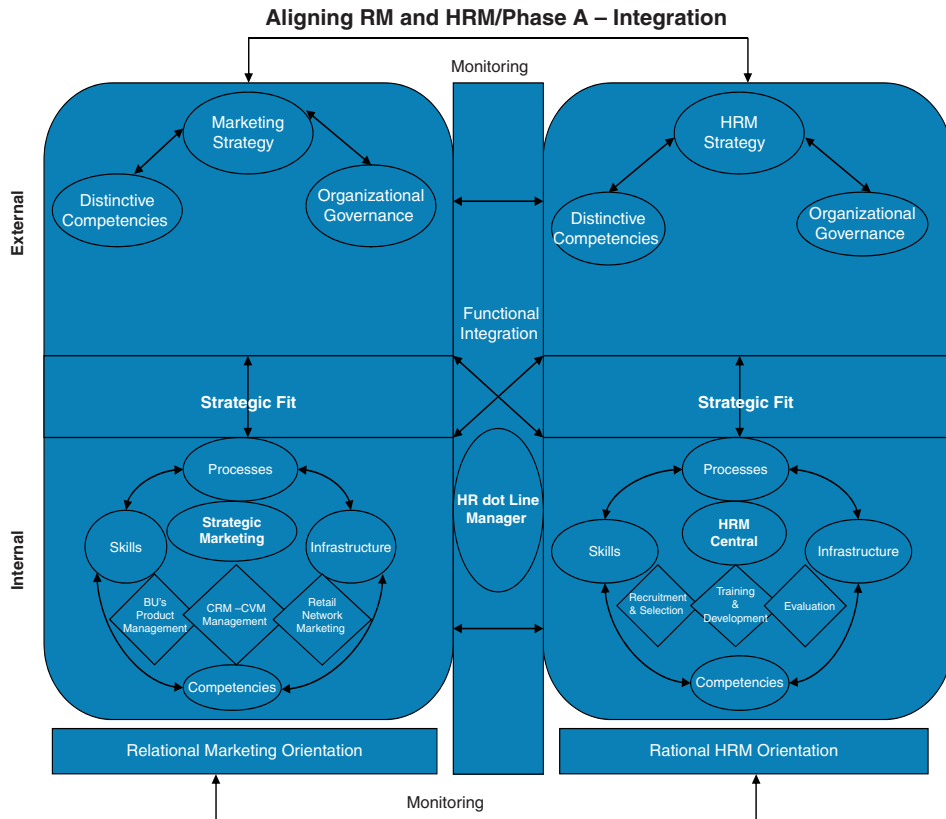 Aligning RM and HRM/Phase A – Integration
Monitoring
External
Marketing
Strategy
Distinctive
Competencies
Organizational
Governance
HRM
Strategy
Distinctive
Competencies
Organizational
Governance
Functional
Integration
Strategic Fit
Strategic Fit
Internal
Processes
Strategic
Marketing
Skills
Infrastructure
BU's
Product
Management
CRM –CVM
Management
Retail
Network
Marketing
Competencies
HR dot Line
Manager
Processes
HRM
Central
Skills
Infrastructure
Recruitment
& Selection
Training
&
Development
Evaluation
Competencies
Relational Marketing Orientation
Rational HRM Orientation
Monitoring